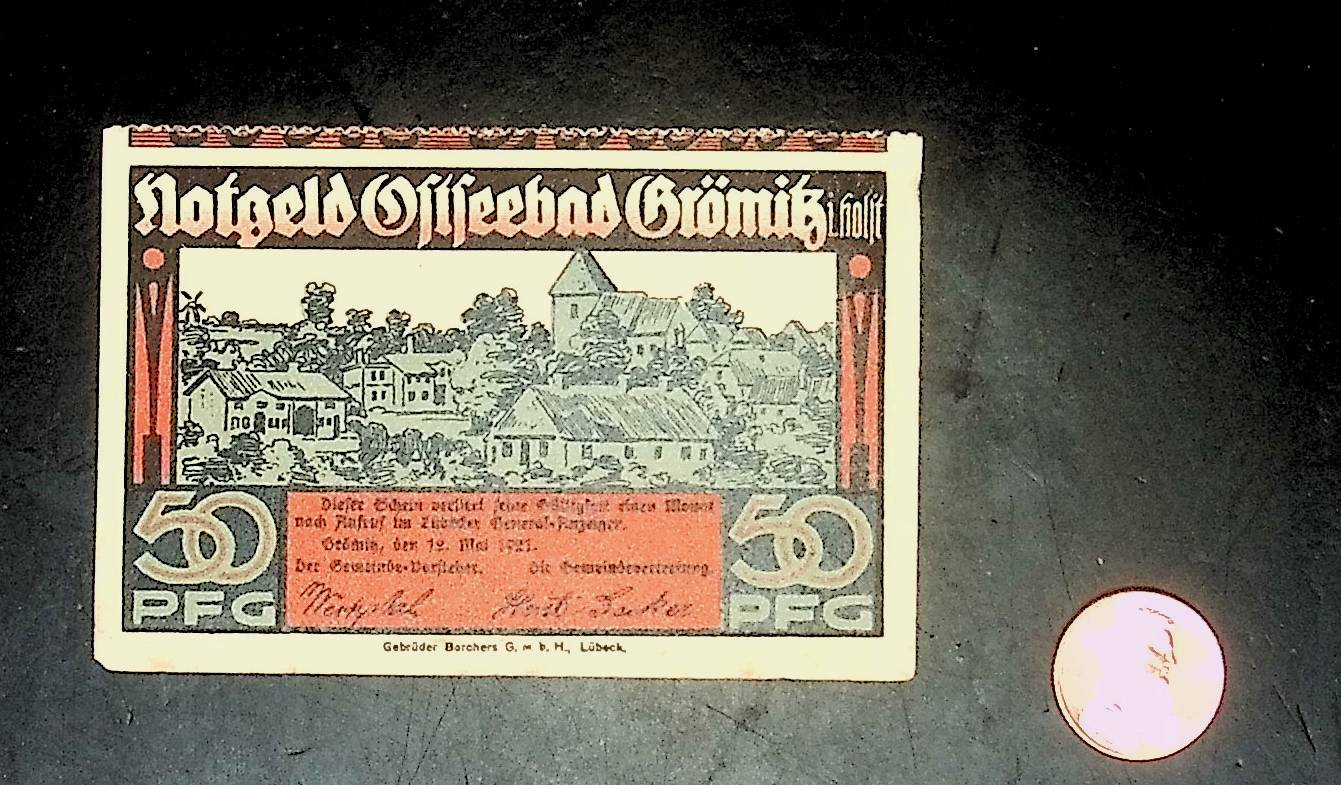 Notgeld Ostseebad Grömitz i. Holst
50 PFG
Dieser Schein verliert seine Gültigkeit einen Monat
nach Aufruf im Lübecker General-Anzeiger.
Grömitz, den 12. Mai 1921.
Der Gemeinde-Vorsteher. Die Gemeindevertretung.
50 PFG
Gebrüder Borchers G. m. b. H., Lübeck.